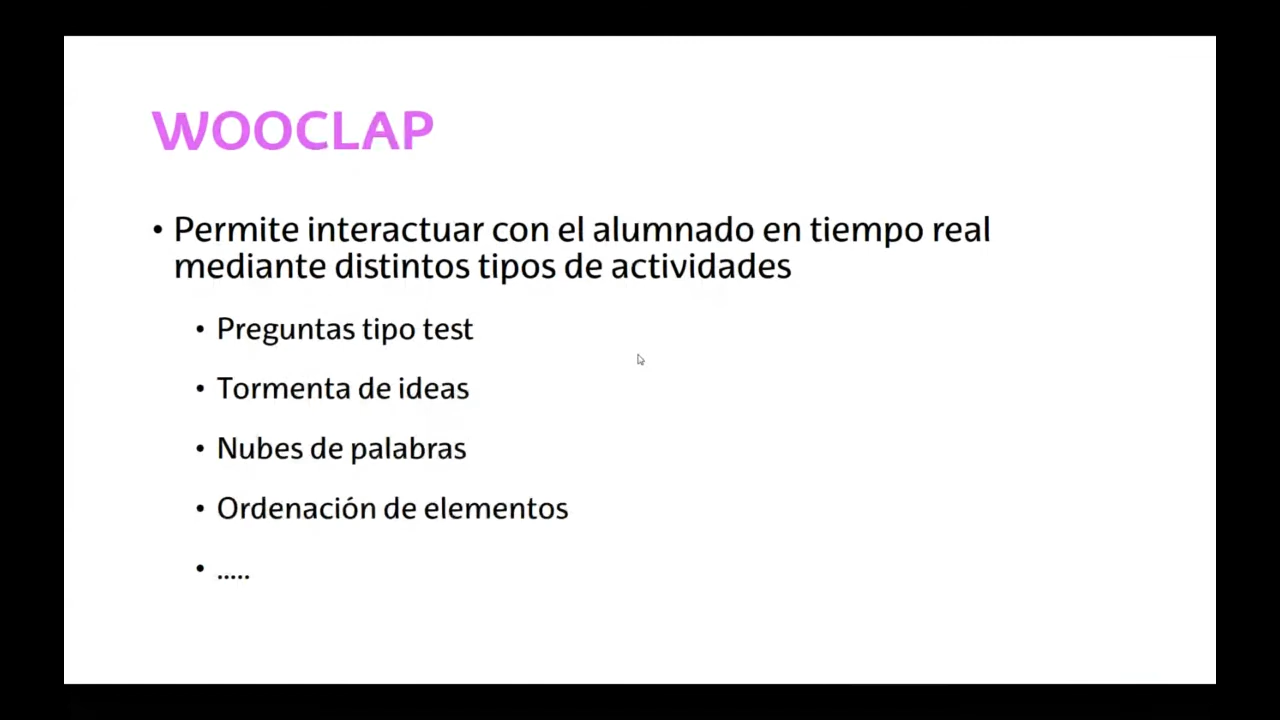 WOOCLAP
• Permite interactuar con el alumnado en tiempo real
mediante distintos tipos de actividades
• Preguntas tipo test
• Tormenta de ideas
• Nubes de palabras
• Ordenación de elementos
• .....